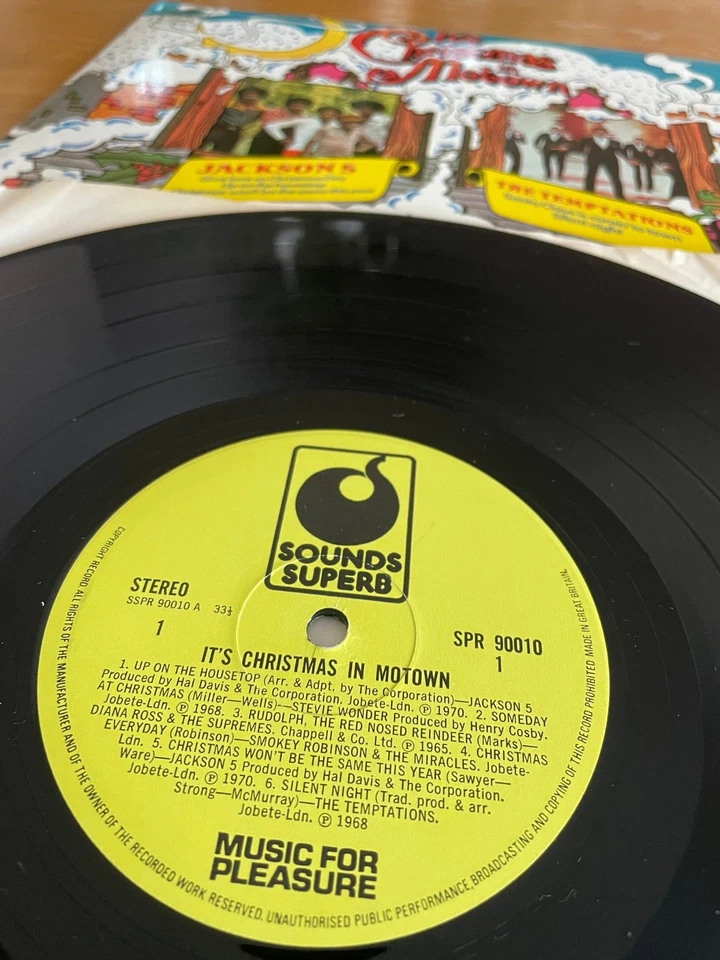 It's
Christmas
in
Motown
JACKSON 5
THE TEMPTATIONS
Silent night
SOUNDS
SUPERB
STEREO
SSPR 90010 A 33⅓
1
SPR 90010
1
IT'S CHRISTMAS IN MOTOWN
1. UP ON THE HOUSETOP (Arr. & Adpt. by The Corporation)—JACKSON 5
Produced by Hal Davis & The Corporation. Jobete-Ldn. Ⓟ 1970. 2. SOMEDAY
AT CHRISTMAS (Miller—Wells)—STEVIE WONDER Produced by Henry Cosby.
Jobete-Ldn. Ⓟ 1968. 3. RUDOLPH, THE RED NOSED REINDEER (Marks)—
DIANA ROSS & THE SUPREMES. Chappell & Co. Ltd. Ⓟ 1965. 4. CHRISTMAS
EVERYDAY (Robinson)—SMOKEY ROBINSON & THE MIRACLES. Jobete-
Ldn. 5. CHRISTMAS WON'T BE THE SAME THIS YEAR (Sawyer—
Ware)—JACKSON 5 Produced by Hal Davis & The Corporation.
Jobete-Ldn. Ⓟ 1970. 6. SILENT NIGHT (Trad. prod. & arr.
Strong—McMurray)—THE TEMPTATIONS.
Jobete-Ldn. Ⓟ 1968
MUSIC FOR
PLEASURE
COPYRIGHT RECORD ALL RIGHTS OF THE MANUFACTURER AND OF THE OWNER OF THE RECORDED WORK RESERVED. UNAUTHORISED PUBLIC PERFORMANCE, BROADCASTING AND COPYING OF THIS RECORD PROHIBITED MADE IN GREAT BRITAIN.